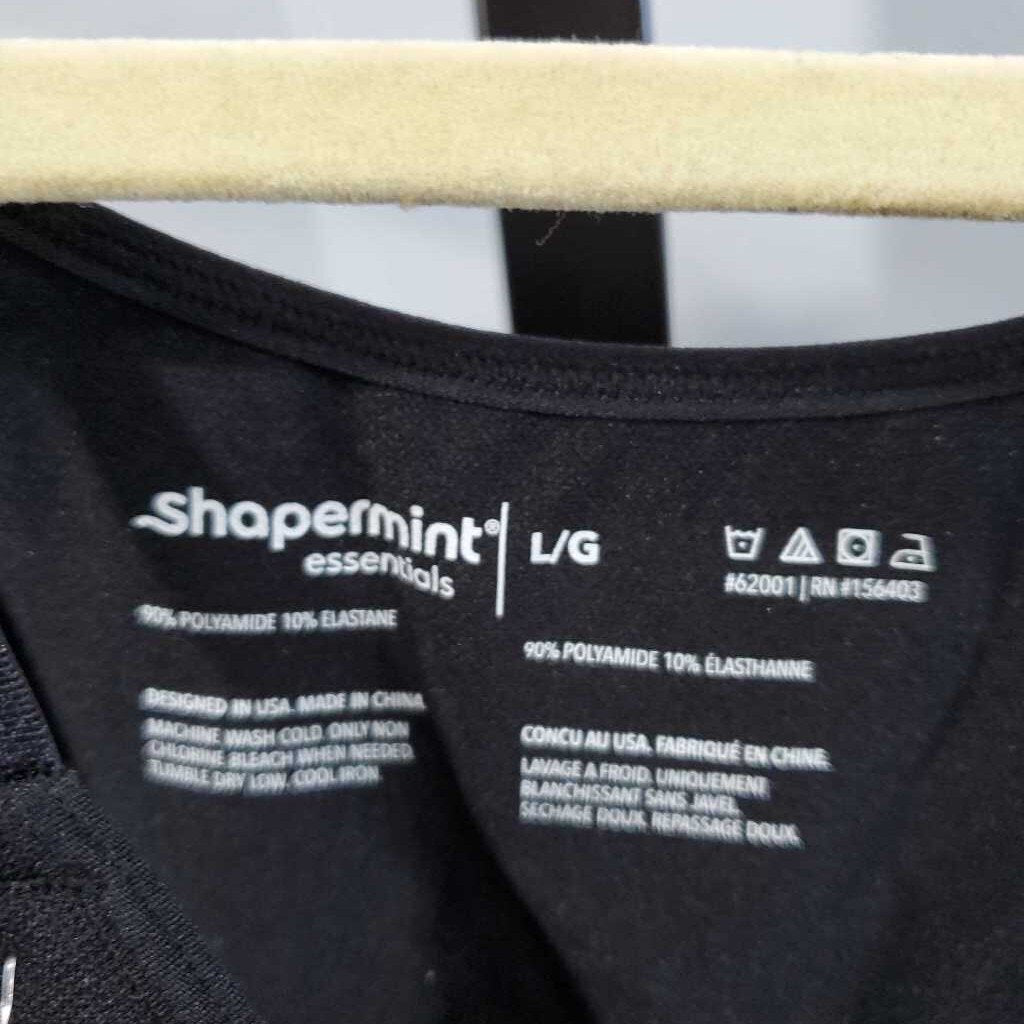 shapermint®
essentials
L/G
#62001 | RN #156403
90% POLYAMIDE 10% ELASTANE
DESIGNED IN USA. MADE IN CHINA
MACHINE WASH COLD. ONLY NON
CHLORINE BLEACH WHEN NEEDED.
TUMBLE DRY LOW. COOL IRON
90% POLYAMIDE 10% ÉLASTHANNE
CONCU AU USA. FABRIQUÉ EN CHINE.
LAVAGE A FROID. UNIQUEMENT
BLANCHISSANT SANS JAVEL.
SECHAGE DOUX. REPASSAGE DOUX.